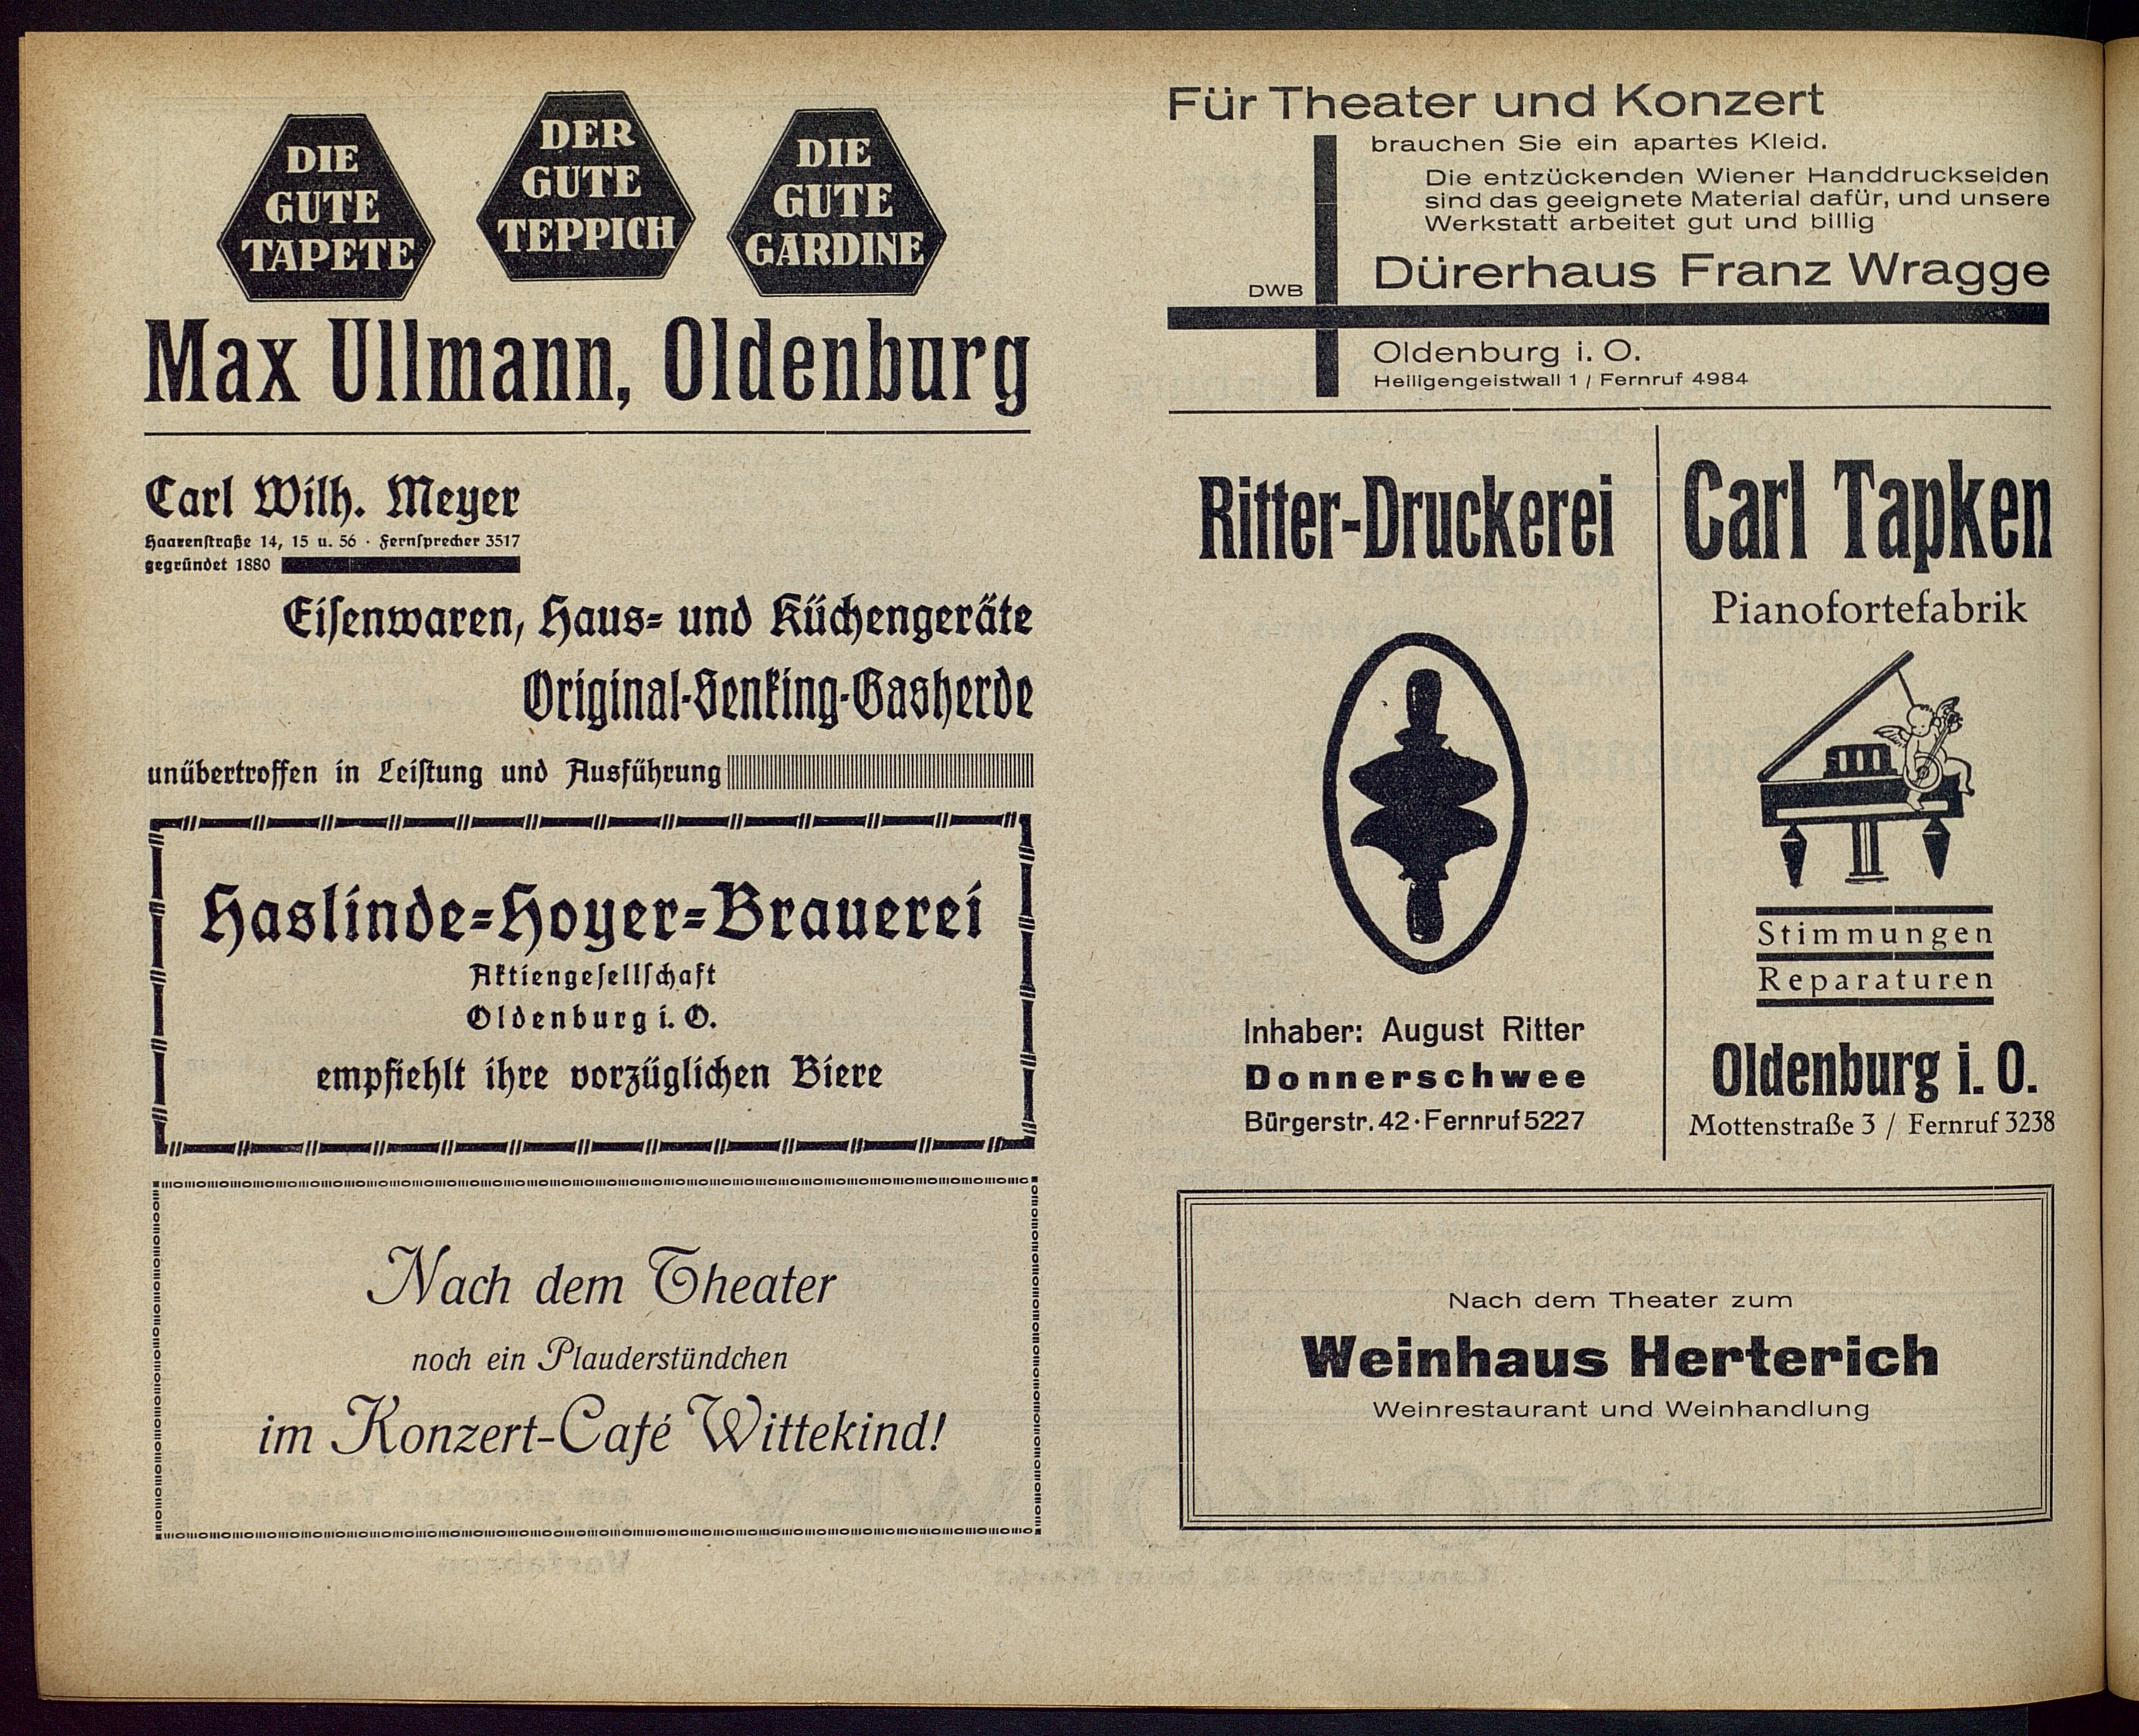 DIE
GUTE
TAPETE
DER
GUTE
TEPPICH
DIE
GUTE
GARDINE
Max Ullmann, Oldenburg
Carl Wilh. Meyer
Haarenſtraße 14, 15 u. 56 · Fernſprecher 3517
gegründet 1880
Eiſenwaren, Haus- und Küchengeräte
Original-Senking-Gasherde
unübertroffen in Leiſtung und Ausführung
Haslinde-Hoyer-Brauerei
Aktiengeſellſchaft
Oldenburg i. O.
empfiehlt ihre vorzüglichen Biere
Nach dem Theater
noch ein Plauderstündchen
im Konzert-Café Wittekind!
Für Theater und Konzert
brauchen Sie ein apartes Kleid.
Die entzückenden Wiener Handdruckseiden
sind das geeignete Material dafür, und unsere
Werkstatt arbeitet gut und billig
DWB
Dürerhaus Franz Wragge
Oldenburg i. O.
Heiligengeistwall 1 / Fernruf 4984
Ritter-Druckerei
Inhaber: August Ritter
Donnerschwee
Bürgerstr. 42 · Fernruf 5227
Carl Tapken
Pianofortefabrik
Stimmungen
Reparaturen
Oldenburg i. O.
Mottenstraße 3 / Fernruf 3238
Nach dem Theater zum
Weinhaus Herterich
Weinrestaurant und Weinhandlung